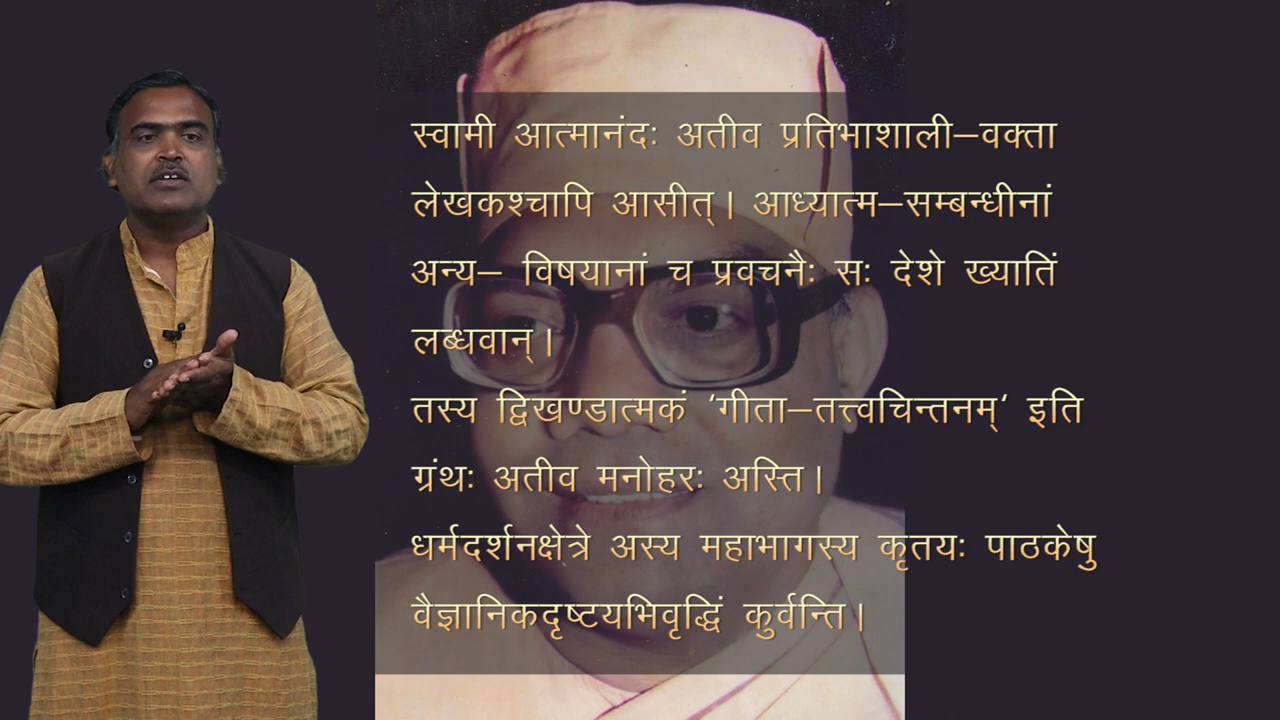 स्वामी आत्मानंदः अतीव प्रतिभाशाली–वक्ता
लेखकश्चापि आसीत्। आध्यात्म–सम्बन्धीनां
अन्य– विषयानां च प्रवचनैः सः देशे ख्यातिं
लब्धवान्।
तस्य द्विखण्डात्मकं ‘गीता–तत्त्वचिन्तनम्‘ इति
ग्रंथः अतीव मनोहरः अस्ति।
धर्मदर्शनक्षेत्रे अस्य महाभागस्य कृतयः पाठकेषु
वैज्ञानिकदृष्टयभिवृद्धिं कुर्वन्ति।